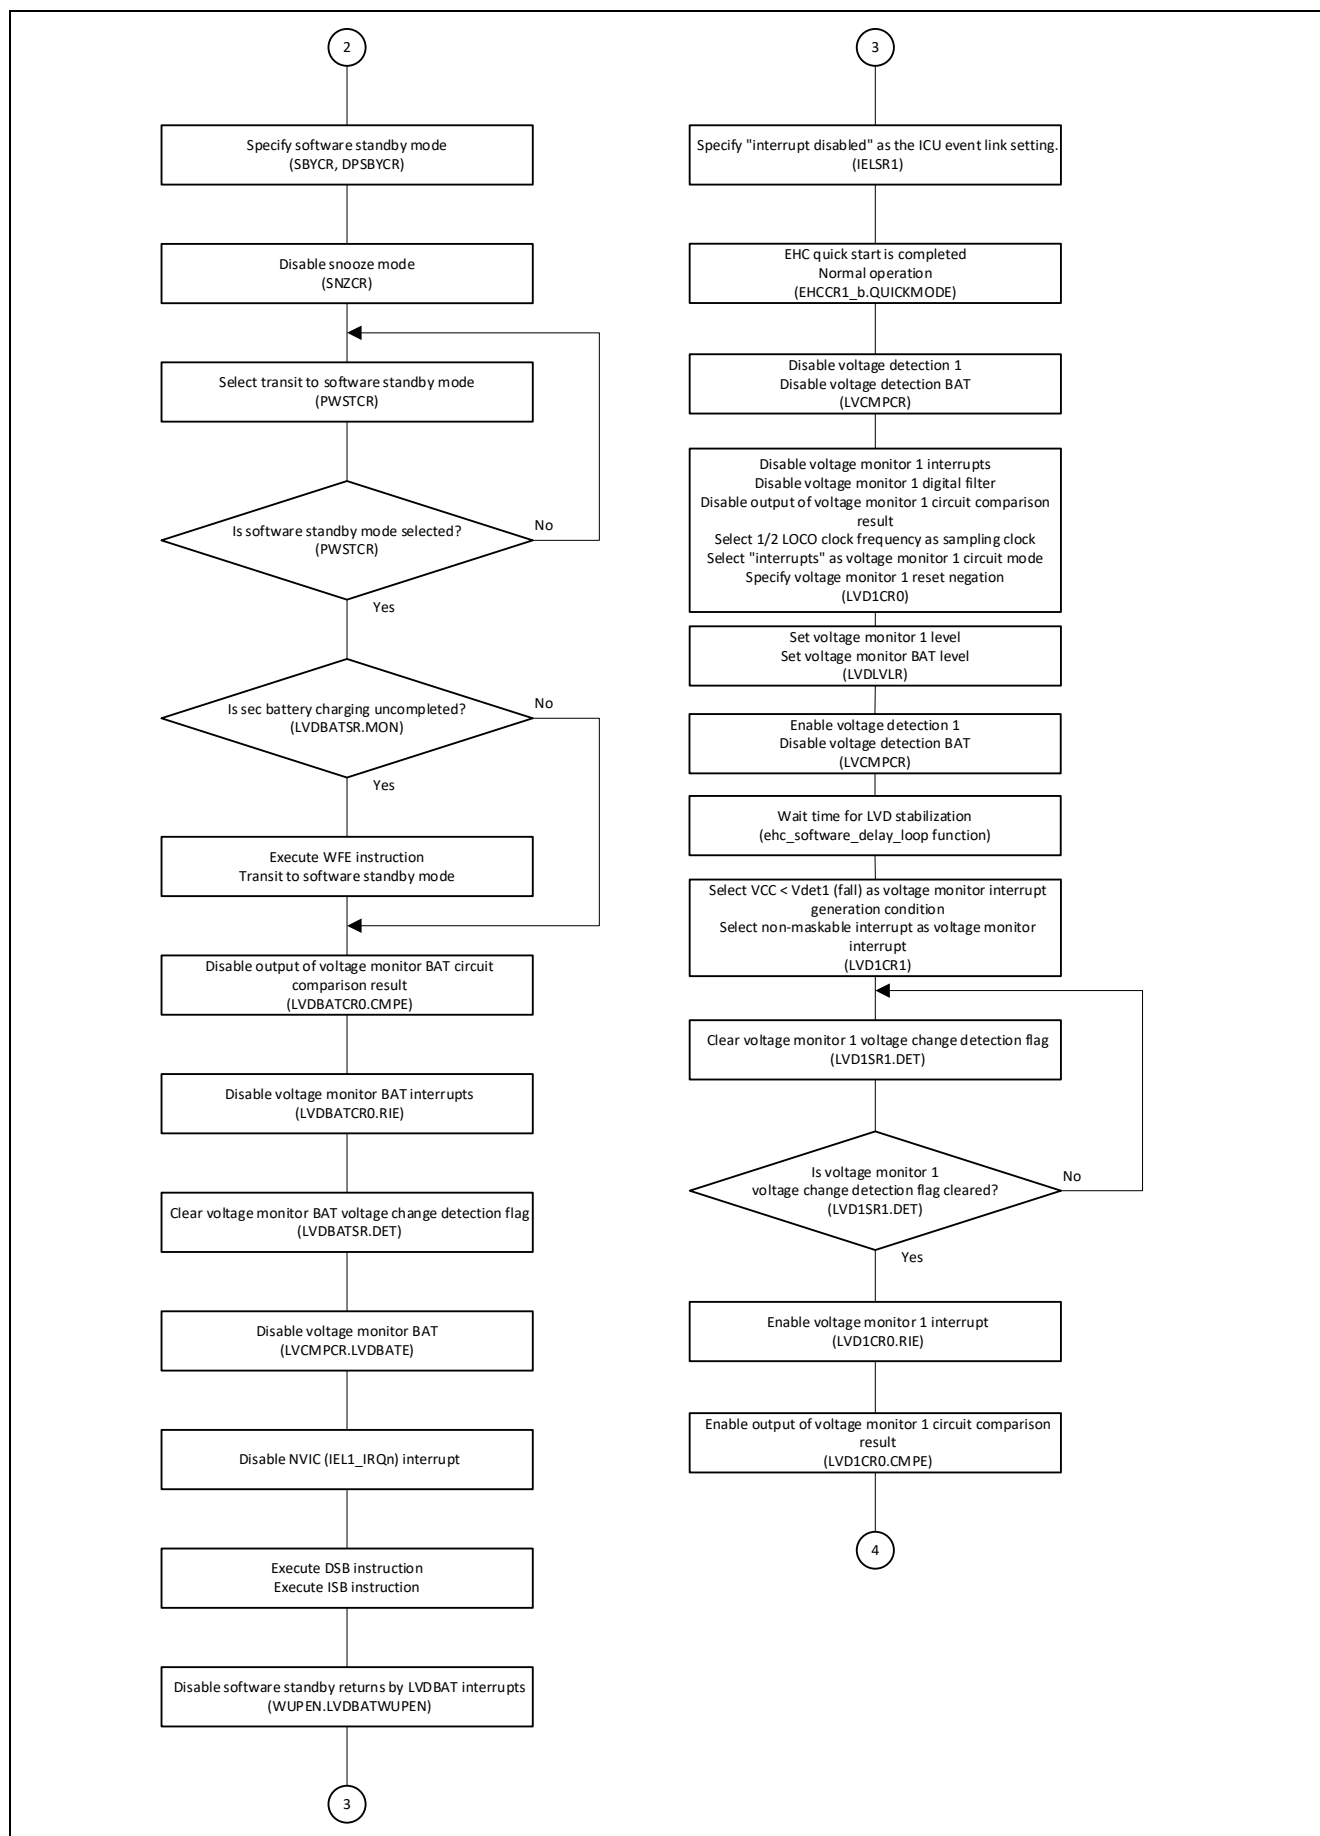 2
Specify software standby mode
(SBYCR, DPSBYCR)
Disable snooze mode
(SNZCR)
Select transit to software standby mode
(PWSTCR)
Is software standby mode selected?
(PWSTCR)
No
Yes
Is sec battery charging uncompleted?
(LVDBATSR.MON)
No
Yes
Execute WFE instruction
Transit to software standby mode
Disable output of voltage monitor BAT circuit
comparison result
(LVDBATCR0.CMPE)
Disable voltage monitor BAT interrupts
(LVDBATCR0.RIE)
Clear voltage monitor BAT voltage change detection flag
(LVDBATSR.DET)
Disable voltage monitor BAT
(LVCMPCR.LVDBATE)
Disable NVIC (IEL1_IRQn) interrupt
Execute DSB instruction
Execute ISB instruction
Disable software standby returns by LVDBAT interrupts
(WUPEN.LVDBATWUPEN)
3
3
Specify "interrupt disabled" as the ICU event link setting.
(IELSR1)
EHC quick start is completed
Normal operation
(EHCCR1_b.QUICKMODE)
Disable voltage detection 1
Disable voltage detection BAT
(LVCMPCR)
Disable voltage monitor 1 interrupts
Disable voltage monitor 1 digital filter
Disable output of voltage monitor 1 circuit comparison
result
Select 1/2 LOCO clock frequency as sampling clock
Select "interrupts" as voltage monitor 1 circuit mode
Specify voltage monitor 1 reset negation
(LVD1CR0)
Set voltage monitor 1 level
Set voltage monitor BAT level
(LVDLVLR)
Enable voltage detection 1
Disable voltage detection BAT
(LVCMPCR)
Wait time for LVD stabilization
(ehc_software_delay_loop function)
Select VCC < Vdet1 (fall) as voltage monitor interrupt
generation condition
Select non-maskable interrupt as voltage monitor
interrupt
(LVD1CR1)
Clear voltage monitor 1 voltage change detection flag
(LVD1SR1.DET)
Is voltage monitor 1
voltage change detection flag cleared?
(LVD1SR1.DET)
No
Yes
Enable voltage monitor 1 interrupt
(LVD1CR0.RIE)
Enable output of voltage monitor 1 circuit comparison
result
(LVD1CR0.CMPE)
4